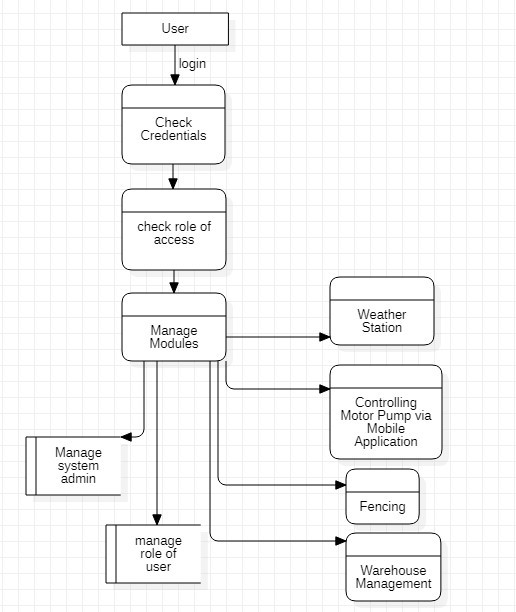 User
login
Check
Credentials
check role of
access
Manage
Modules
Weather
Station
Controlling
Motor Pump via
Mobile
Application
Manage
system
admin
Fencing
manage
role of
user
Warehouse
Management